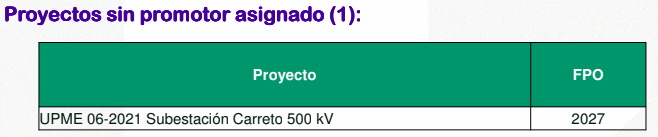 Proyectos sin promotor asignado (1):
Proyecto FPO
UPME 06-2021 Subestación Carreto 500 kV 2027